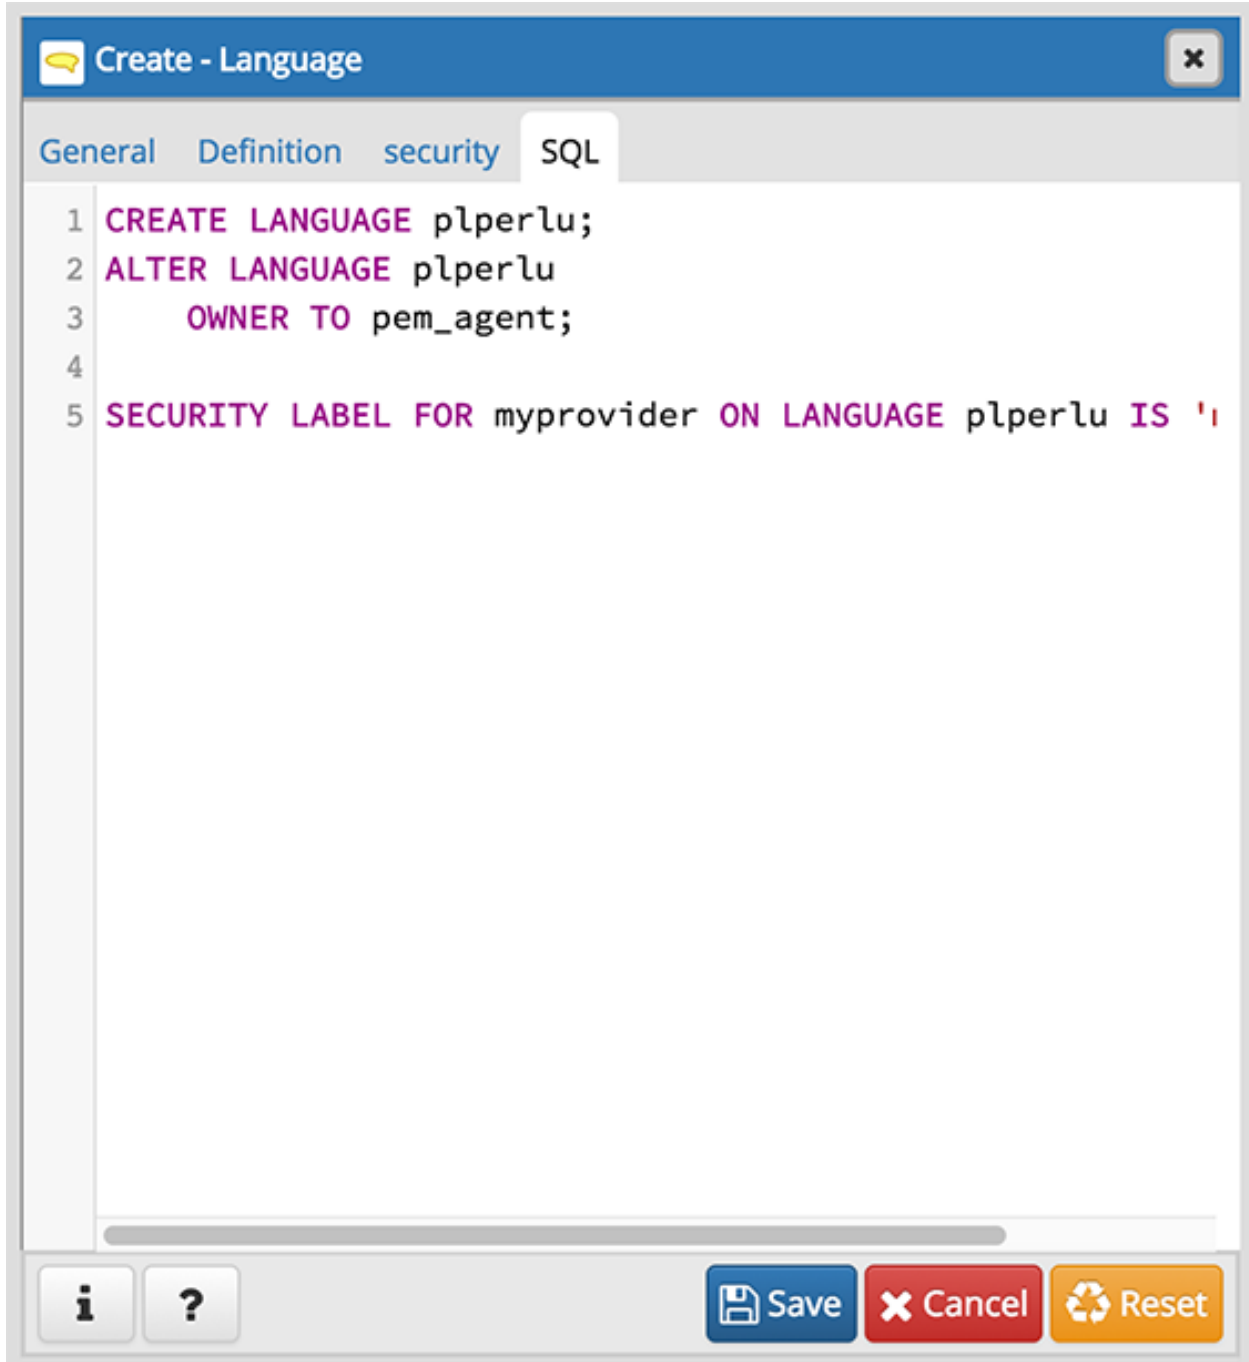 Create - Language
General Definition security SQL
1 CREATE LANGUAGE plperlu;
2 ALTER LANGUAGE plperlu
3 OWNER TO pem_agent;
4
5 SECURITY LABEL FOR myprovider ON LANGUAGE plperlu IS '
i ? Save Cancel Reset